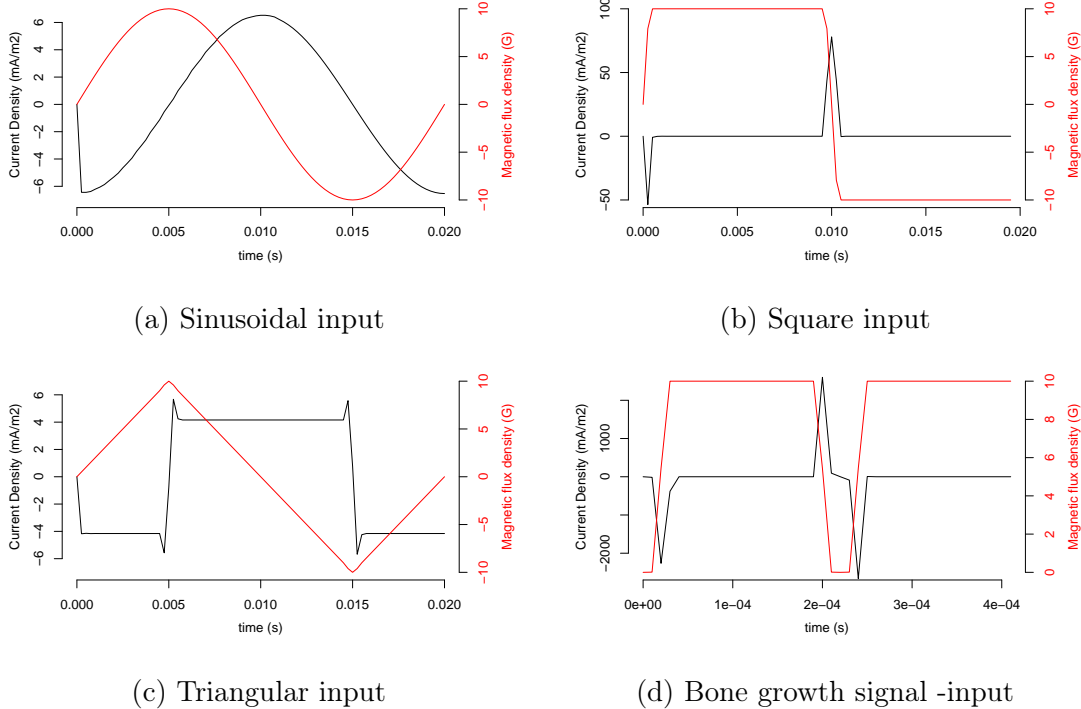 Current Density (mA/m2)
6
4
2
0
−2
−4
−6
0.000 0.005 0.010 0.015 0.020
time (s)
10
5
0
−5
−10
Magnetic flux density (G)
(a) Sinusoidal input
Current Density (mA/m2)
100
50
0
−50
0.000 0.005 0.010 0.015 0.020
time (s)
10
5
0
−5
−10
Magnetic flux density (G)
(b) Square input
Current Density (mA/m2)
6
4
2
0
−2
−4
−6
0.000 0.005 0.010 0.015 0.020
time (s)
10
5
0
−5
−10
Magnetic flux density (G)
(c) Triangular input
Current Density (mA/m2)
1000
0
−2000
0e+00 1e−04 2e−04 3e−04 4e−04
time (s)
10
8
6
4
2
0
Magnetic flux density (G)
(d) Bone growth signal -input